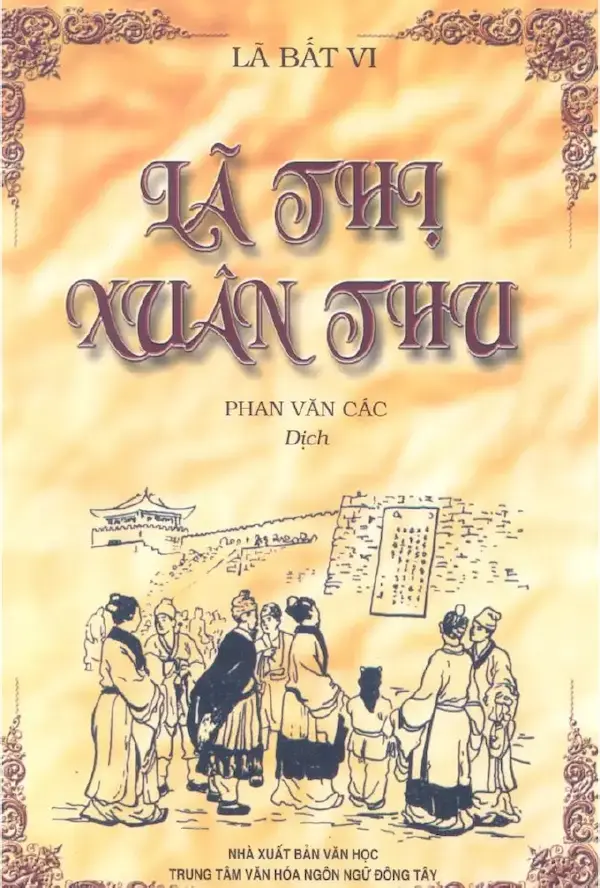 LÃ BẤT VI
LÃ THỊ
XUÂN THU
PHAN VĂN CÁC
Dịch
NHÀ XUẤT BẢN VĂN HỌC
TRUNG TÂM VĂN HÓA NGÔN NGỮ ĐÔNG TÂY